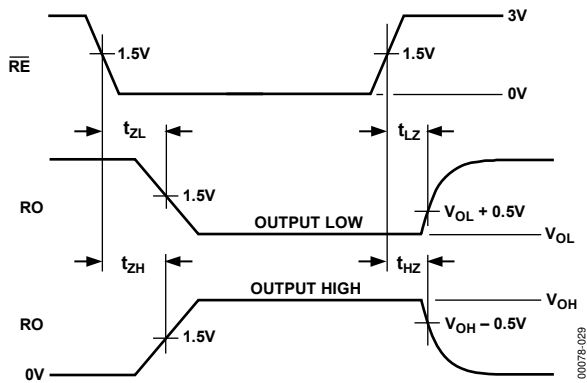 3V
RE
1.5V
1.5V
0V
tZL
tLZ
1.5V
RO
OUTPUT LOW
VOL + 0.5V
VOL
tZH
tHZ
OUTPUT HIGH
VOH
RO
1.5V
VOH – 0.5V
0V
00078-029